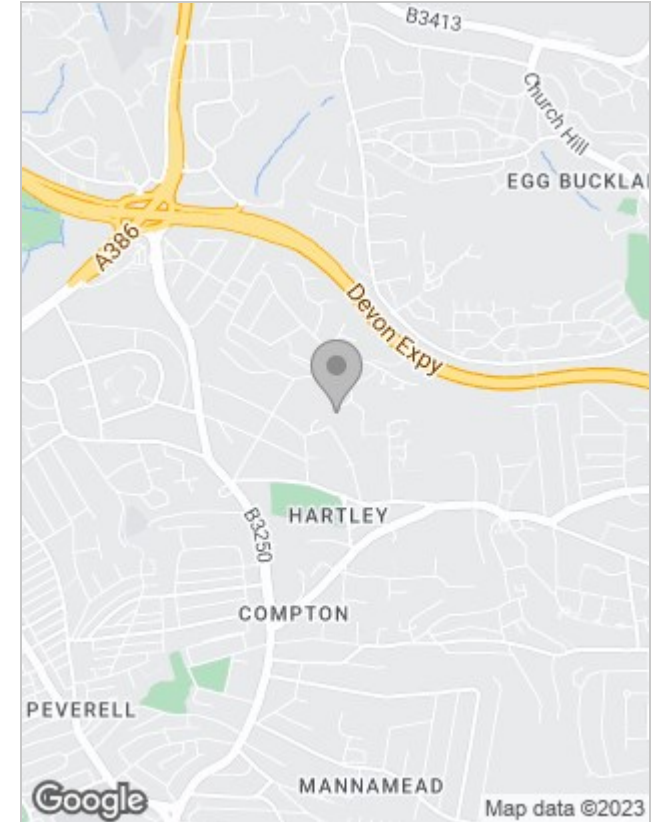 B3413
Church Hill
EGG BUCKLA
A386
Devon Expy
HARTLEY
B3250
COMPTON
PEVERELL
MANNAMEAD
Google
Map data ©2023